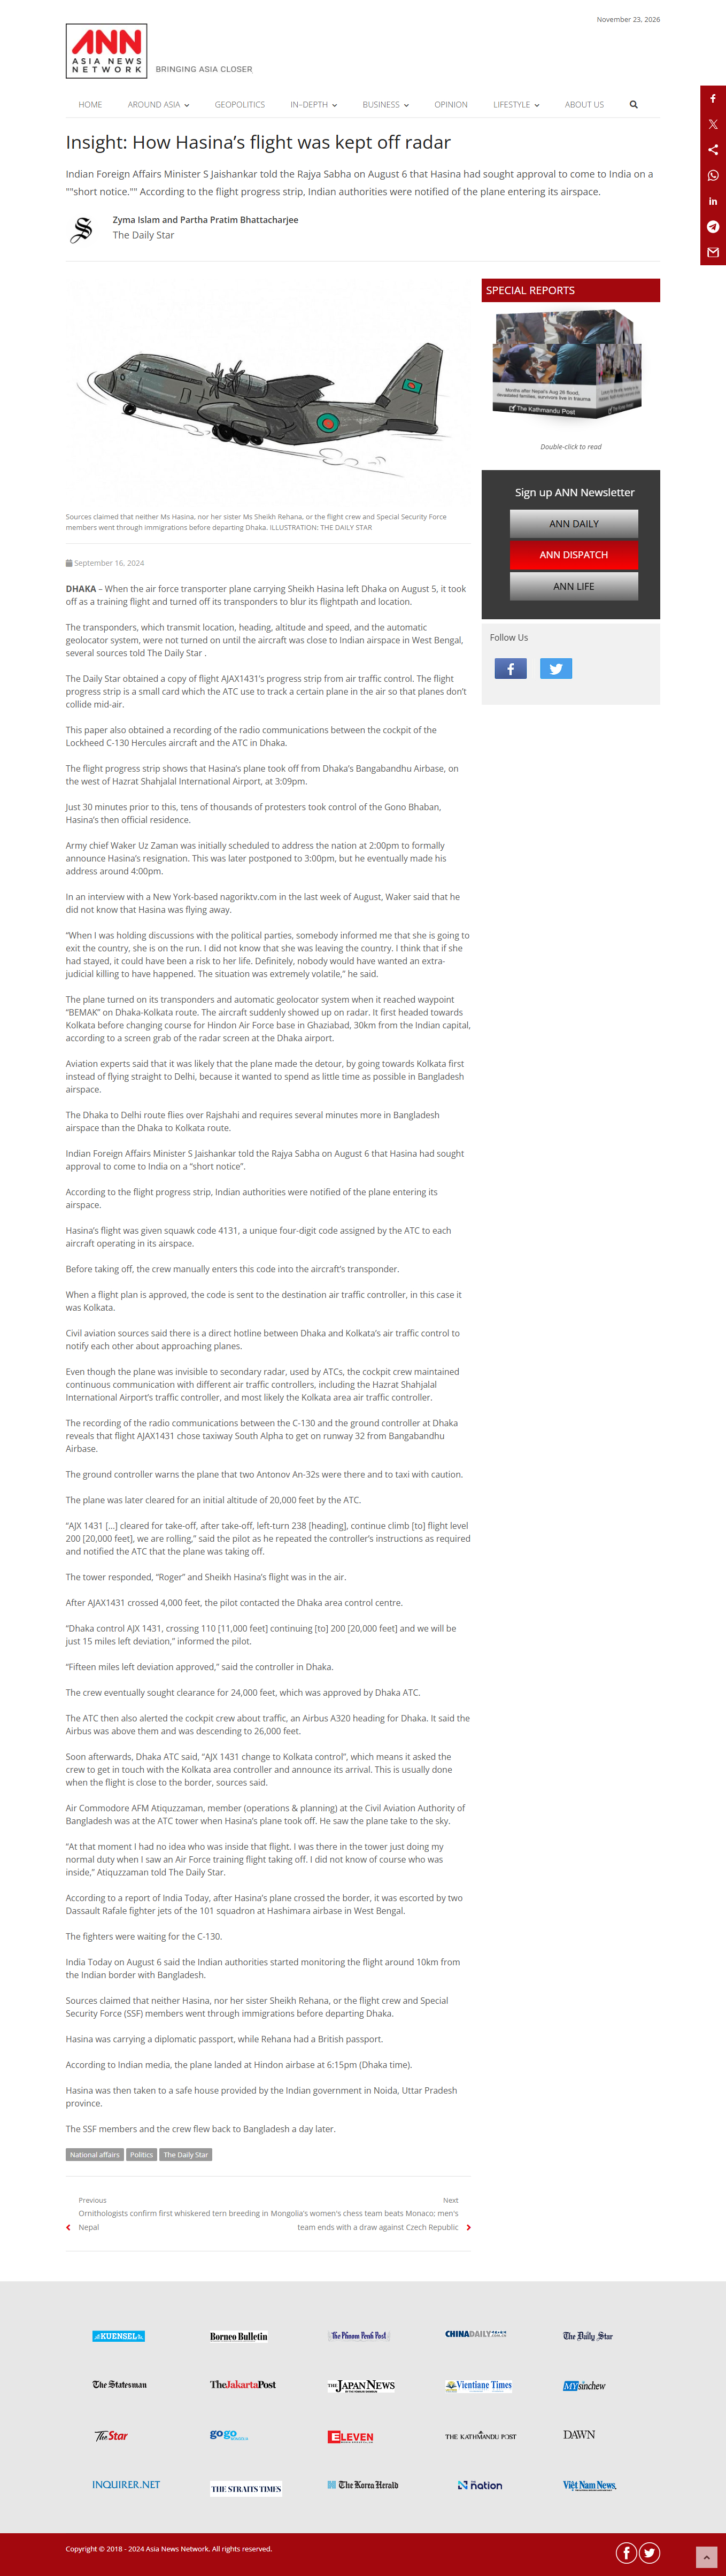 November 23, 2026
ANN
ASIA NEWS
NETWORK
BRINGING ASIA CLOSER
HOME
AROUND ASIA
GEOPOLITICS
IN-DEPTH
BUSINESS
OPINION
LIFESTYLE
ABOUT US
Insight: How Hasina’s flight was kept off radar
Indian Foreign Affairs Minister S Jaishankar told the Rajya Sabha on August 6 that Hasina had sought approval to come to India on a
""short notice."" According to the flight progress strip, Indian authorities were notified of the plane entering its airspace.
Zyma Islam and Partha Pratim Bhattacharjee
The Daily Star
Sources claimed that neither Ms Hasina, nor her sister Ms Sheikh Rehana, or the flight crew and Special Security Force
members went through immigrations before departing Dhaka. ILLUSTRATION: THE DAILY STAR
September 16, 2024
DHAKA – When the air force transporter plane carrying Sheikh Hasina left Dhaka on August 5, it took
off as a training flight and turned off its transponders to blur its flightpath and location.
The transponders, which transmit location, heading, altitude and speed, and the automatic
geolocator system, were not turned on until the aircraft was close to Indian airspace in West Bengal,
several sources told The Daily Star .
The Daily Star obtained a copy of flight AJAX1431’s progress strip from air traffic control. The flight
progress strip is a small card which the ATC use to track a certain plane in the air so that planes don’t
collide mid-air.
This paper also obtained a recording of the radio communications between the cockpit of the
Lockheed C-130 Hercules aircraft and the ATC in Dhaka.
The flight progress strip shows that Hasina’s plane took off from Dhaka’s Bangabandhu Airbase, on
the west of Hazrat Shahjalal International Airport, at 3:09pm.
Just 30 minutes prior to this, tens of thousands of protesters took control of the Gono Bhaban,
Hasina’s then official residence.
Army chief Waker Uz Zaman was initially scheduled to address the nation at 2:00pm to formally
announce Hasina’s resignation. This was later postponed to 3:00pm, but he eventually made his
address around 4:00pm.
In an interview with a New York-based nagoriktv.com in the last week of August, Waker said that he
did not know that Hasina was flying away.
“When I was holding discussions with the political parties, somebody informed me that she is going to
exit the country, she is on the run. I did not know that she was leaving the country. I think that if she
had stayed, it could have been a risk to her life. Definitely, nobody would have wanted an extra-
judicial killing to have happened. The situation was extremely volatile,” he said.
The plane turned on its transponders and automatic geolocator system when it reached waypoint
“BEMAK” on Dhaka-Kolkata route. The aircraft suddenly showed up on radar. It first headed towards
Kolkata before changing course for Hindon Air Force base in Ghaziabad, 30km from the Indian capital,
according to a screen grab of the radar screen at the Dhaka airport.
Aviation experts said that it was likely that the plane made the detour, by going towards Kolkata first
instead of flying straight to Delhi, because it wanted to spend as little time as possible in Bangladesh
airspace.
The Dhaka to Delhi route flies over Rajshahi and requires several minutes more in Bangladesh
airspace than the Dhaka to Kolkata route.
Indian Foreign Affairs Minister S Jaishankar told the Rajya Sabha on August 6 that Hasina had sought
approval to come to India on a “short notice”.
According to the flight progress strip, Indian authorities were notified of the plane entering its
airspace.
Hasina’s flight was given squawk code 4131, a unique four-digit code assigned by the ATC to each
aircraft operating in its airspace.
Before taking off, the crew manually enters this code into the aircraft’s transponder.
When a flight plan is approved, the code is sent to the destination air traffic controller, in this case it
was Kolkata.
Civil aviation sources said there is a direct hotline between Dhaka and Kolkata’s air traffic control to
notify each other about approaching planes.
Even though the plane was invisible to secondary radar, used by ATCs, the cockpit crew maintained
continuous communication with different air traffic controllers, including the Hazrat Shahjalal
International Airport’s traffic controller, and most likely the Kolkata area air traffic controller.
The recording of the radio communications between the C-130 and the ground controller at Dhaka
reveals that flight AJAX1431 chose taxiway South Alpha to get on runway 32 from Bangabandhu
Airbase.
The ground controller warns the plane that two Antonov An-32s were there and to taxi with caution.
The plane was later cleared for an initial altitude of 20,000 feet by the ATC.
“AJX 1431 […] cleared for take-off, after take-off, left-turn 238 [heading], continue climb [to] flight level
200 [20,000 feet], we are rolling,” said the pilot as he repeated the controller’s instructions as required
and notified the ATC that the plane was taking off.
The tower responded, “Roger” and Sheikh Hasina’s flight was in the air.
After AJAX1431 crossed 4,000 feet, the pilot contacted the Dhaka area control centre.
“Dhaka control AJX 1431, crossing 110 [11,000 feet] continuing [to] 200 [20,000 feet] and we will be
just 15 miles left deviation,” informed the pilot.
“Fifteen miles left deviation approved,” said the controller in Dhaka.
The crew eventually sought clearance for 24,000 feet, which was approved by Dhaka ATC.
The ATC then also alerted the cockpit crew about traffic, an Airbus A320 heading for Dhaka. It said the
Airbus was above them and was descending to 26,000 feet.
Soon afterwards, Dhaka ATC said, “AJX 1431 change to Kolkata control”, which means it asked the
crew to get in touch with the Kolkata area controller and announce its arrival. This is usually done
when the flight is close to the border, sources said.
Air Commodore AFM Atiquzzaman, member (operations & planning) at the Civil Aviation Authority of
Bangladesh was at the ATC tower when Hasina’s plane took off. He saw the plane take to the sky.
“At that moment I had no idea who was inside that flight. I was there in the tower just doing my
normal duty when I saw an Air Force training flight taking off. I did not know of course who was
inside,” Atiquzzaman told The Daily Star.
According to a report of India Today, after Hasina’s plane crossed the border, it was escorted by two
Dassault Rafale fighter jets of the 101 squadron at Hashimara airbase in West Bengal.
The fighters were waiting for the C-130.
India Today on August 6 said the Indian authorities started monitoring the flight around 10km from
the Indian border with Bangladesh.
Sources claimed that neither Hasina, nor her sister Sheikh Rehana, or the flight crew and Special
Security Force (SSF) members went through immigrations before departing Dhaka.
Hasina was carrying a diplomatic passport, while Rehana had a British passport.
According to Indian media, the plane landed at Hindon airbase at 6:15pm (Dhaka time).
Hasina was then taken to a safe house provided by the Indian government in Noida, Uttar Pradesh
province.
The SSF members and the crew flew back to Bangladesh a day later.
National affairs
Politics
The Daily Star
Previous
Ornithologists confirm first whiskered tern breeding in
Nepal
Next
Mongolia’s women's chess team beats Monaco; men's
team ends with a draw against Czech Republic
SPECIAL REPORTS
Months after Nepal's Aug 26 flood,
devastated families, survivors live in trauma
The Kathmandu Post
Double-click to read
Sign up ANN Newsletter
ANN DAILY
ANN DISPATCH
ANN LIFE
Follow Us
KUENSEL
Borneo Bulletin
The Phnom Penh Post
CHINADAILY
The Daily Star
The Statesman
TheJakartaPost
THE JAPAN NEWS
Vientiane Times
MYsinchew
The Star
gogo
ELEVEN
THE KATHMANDU POST
DAWN
INQUIRER.NET
THE STRAITS TIMES
The Korea Herald
nation
Việt Nam News
Copyright © 2018 - 2024 Asia News Network. All rights reserved.